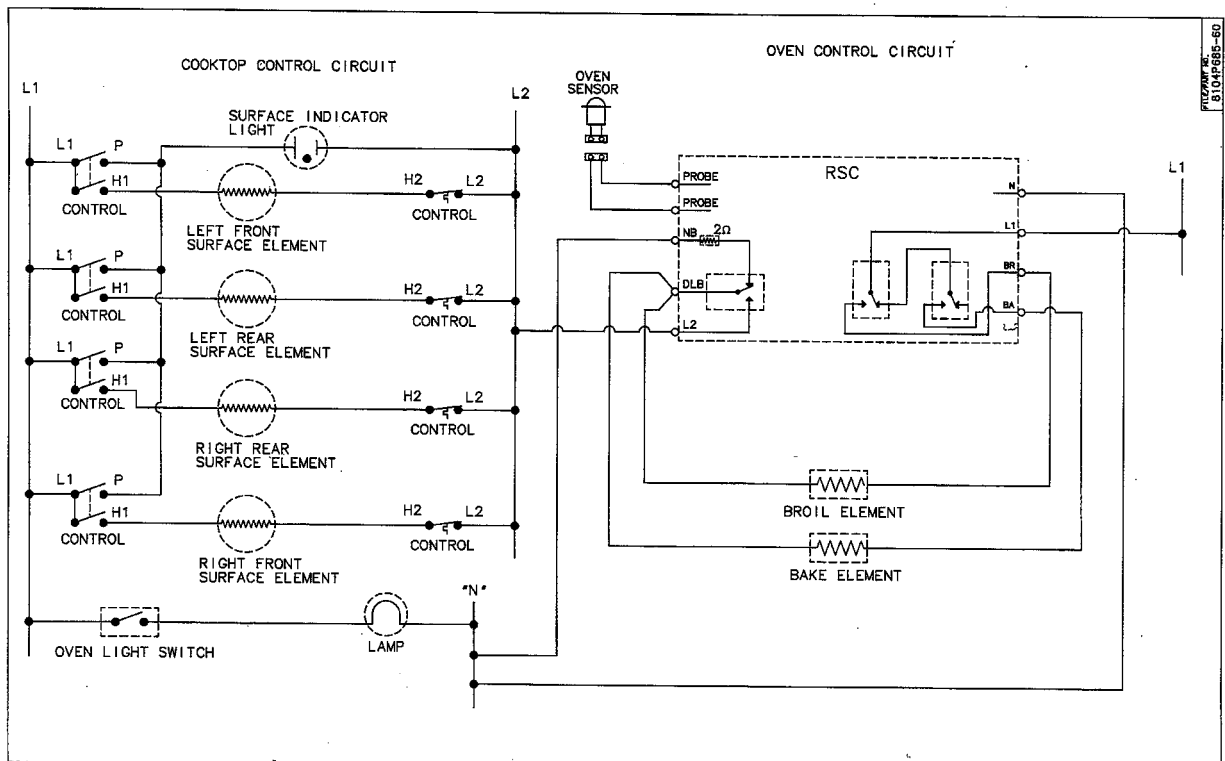 FILE/PART NO.
8104P685-60
COOKTOP CONTROL CIRCUIT
OVEN CONTROL CIRCUIT
L1
L2
SURFACE INDICATOR
LIGHT
L1 P
H1
CONTROL
H2 L2
CONTROL
LEFT FRONT
SURFACE ELEMENT
L1 P
H1
CONTROL
H2 L2
CONTROL
LEFT REAR
SURFACE ELEMENT
L1 P
H1
CONTROL
H2 L2
CONTROL
RIGHT REAR
SURFACE ELEMENT
L1 P
H1
CONTROL
H2 L2
CONTROL
RIGHT FRONT
SURFACE ELEMENT
OVEN LIGHT SWITCH
LAMP
"N"
OVEN
SENSOR
RSC
PROBE
PROBE
NB 2Ω
DLB
L2
N
L1
BR
BA
L1
BROIL ELEMENT
BAKE ELEMENT